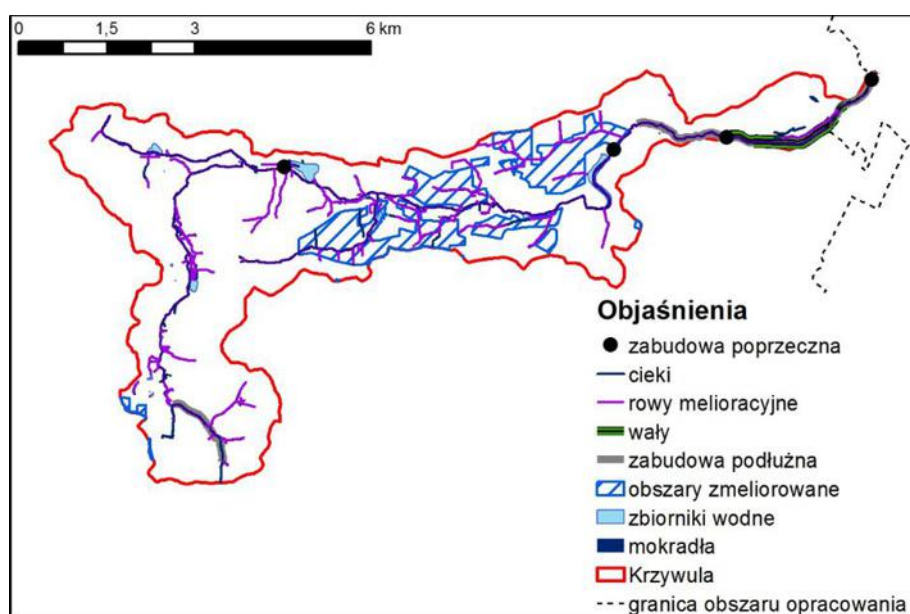 0 1,5 3 6 km
Objaśnienia
zabudowa poprzeczna
cieki
rowy melioracyjne
wały
zabudowa podłużna
obszary zmeliorowane
zbiorniki wodne
mokradła
Krzywula
granica obszaru opracowania